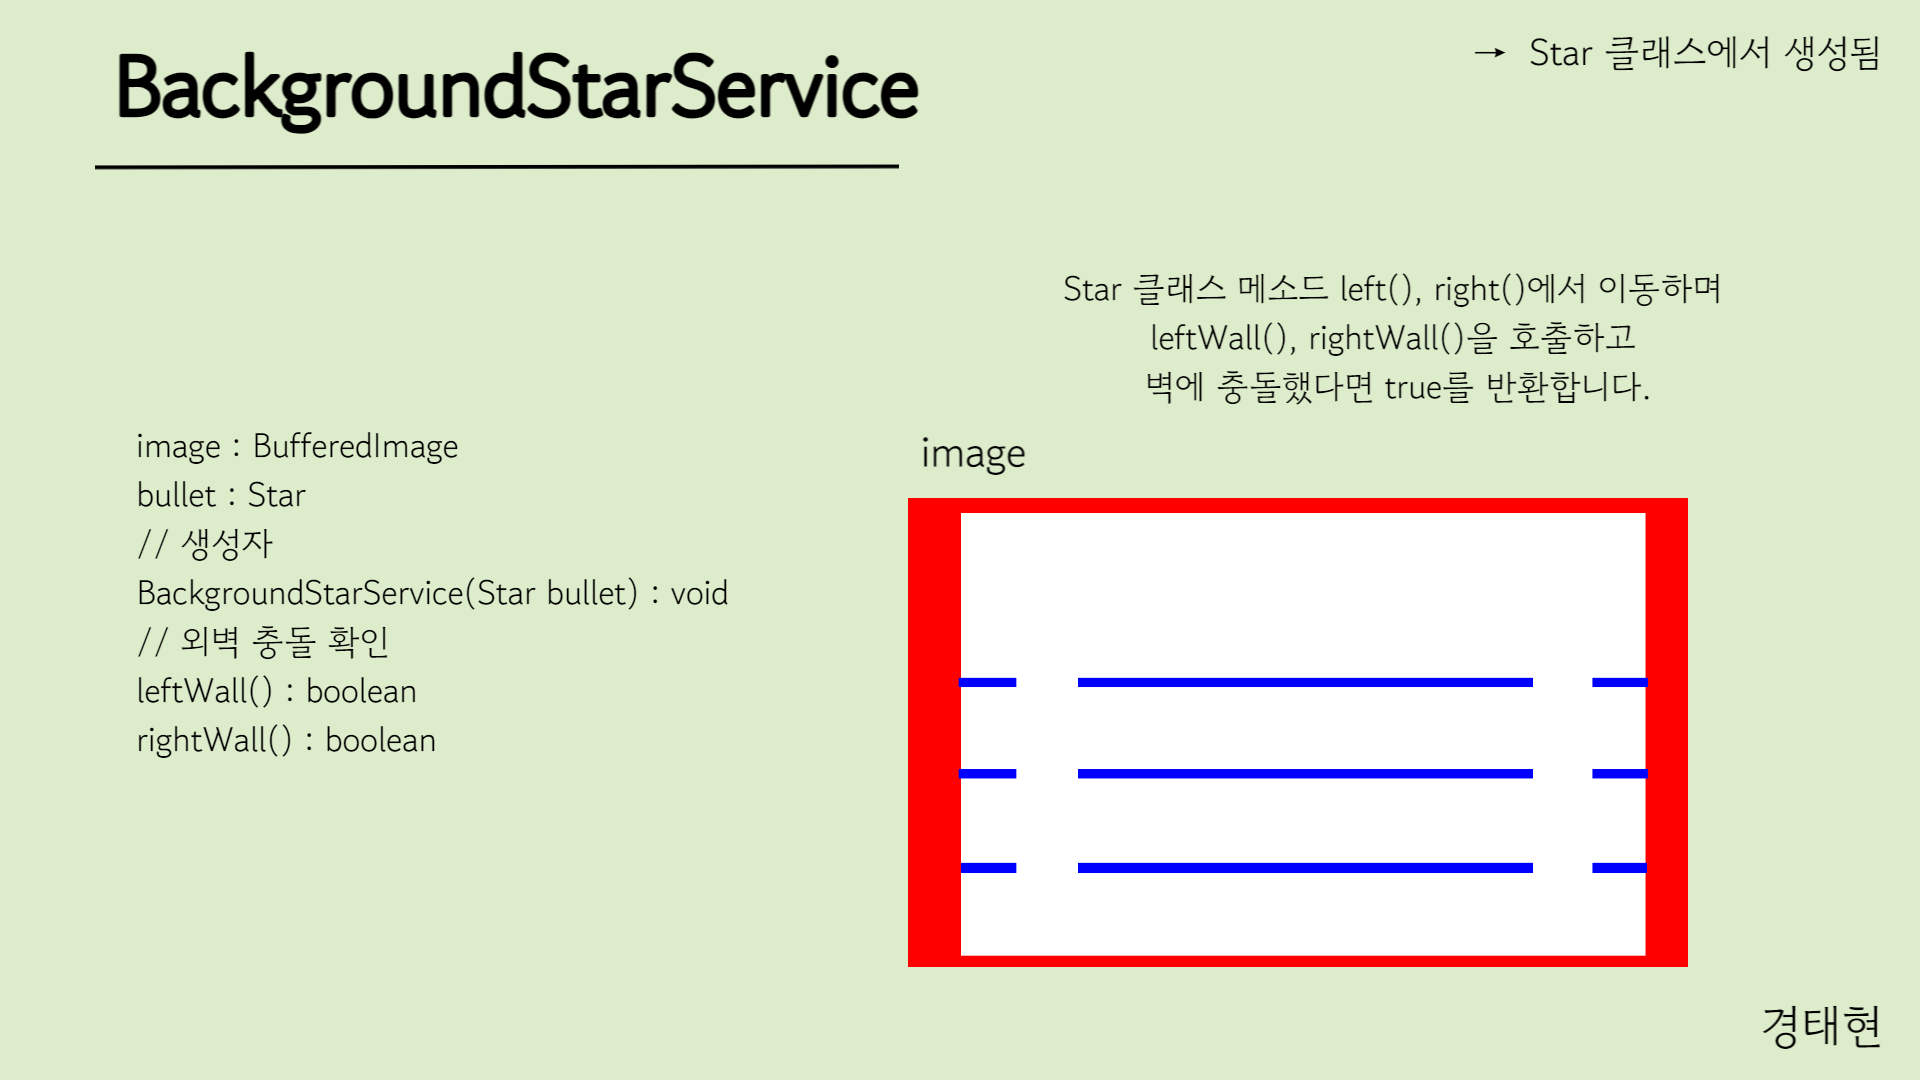 BackgroundStarService
→ Star 클래스에서 생성됨
Star 클래스 메소드 left(), right()에서 이동하며
leftWall(), rightWall()을 호출하고
벽에 충돌했다면 true를 반환합니다.
image : BufferedImage
bullet : Star
// 생성자
BackgroundStarService(Star bullet) : void
// 외벽 충돌 확인
leftWall() : boolean
rightWall() : boolean
image
경태현